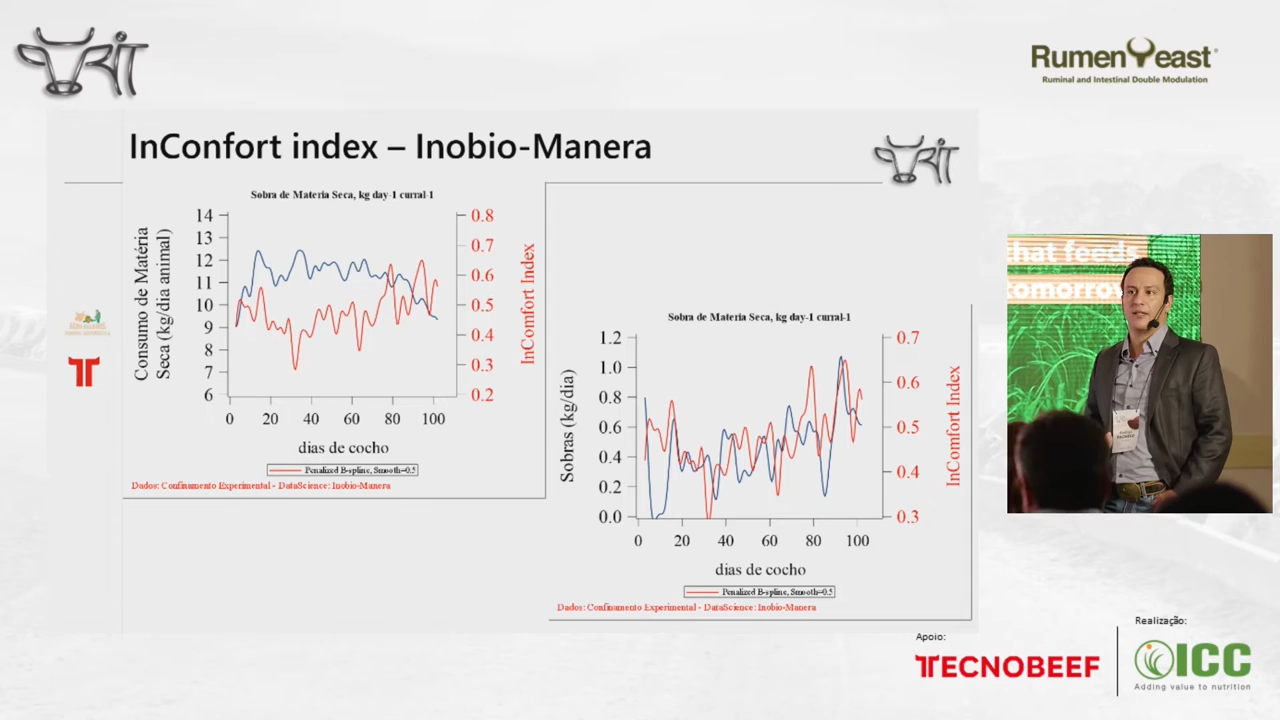 RIT
RumenYeast
Ruminal and Intestinal Double Modulation
InConfort index – Inobio-Manera
RIT
Sobra de Materia Seca, kg day-1 curral-1
Consumo de Matéria
Seca (kg/dia animal)
14
13
12
11
10
9
8
7
6
0.8
0.7
0.6
0.5
0.4
0.3
0.2
InComfort Index
0 20 40 60 80 100
dias de cocho
Penalized B-spline, Smooth=0.5
Dados: Confinamento Experimental - DataScience: Inobio-Manera
Sobra de Materia Seca, kg day-1 curral-1
Sobras (kg/dia)
1.2
1.0
0.8
0.6
0.4
0.2
0.0
0.7
0.6
0.5
0.4
0.3
InComfort Index
0 20 40 60 80 100
dias de cocho
Penalized B-spline, Smooth=0.5
Dados: Confinamento Experimental - DataScience: Inobio-Manera
that feeds
tomorrow
Apoio:
TECNOBEEF
Realização:
ICC
Adding value to nutrition